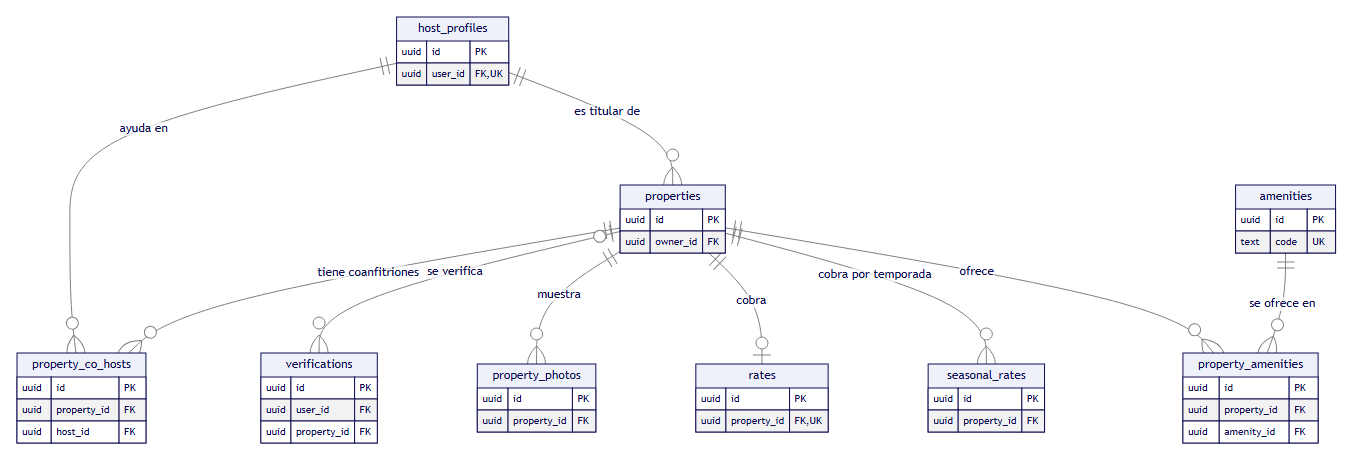 host_profiles
uuid id PK
uuid user_id FK,UK
ayuda en
es titular de
properties
uuid id PK
uuid owner_id FK
amenities
uuid id PK
text code UK
tiene coanfitriones
se verifica
muestra
cobra
cobra por temporada
ofrece
se ofrece en
property_co_hosts
uuid id PK
uuid property_id FK
uuid host_id FK
verifications
uuid id PK
uuid user_id FK
uuid property_id FK
property_photos
uuid id PK
uuid property_id FK
rates
uuid id PK
uuid property_id FK,UK
seasonal_rates
uuid id PK
uuid property_id FK
property_amenities
uuid id PK
uuid property_id FK
uuid amenity_id FK